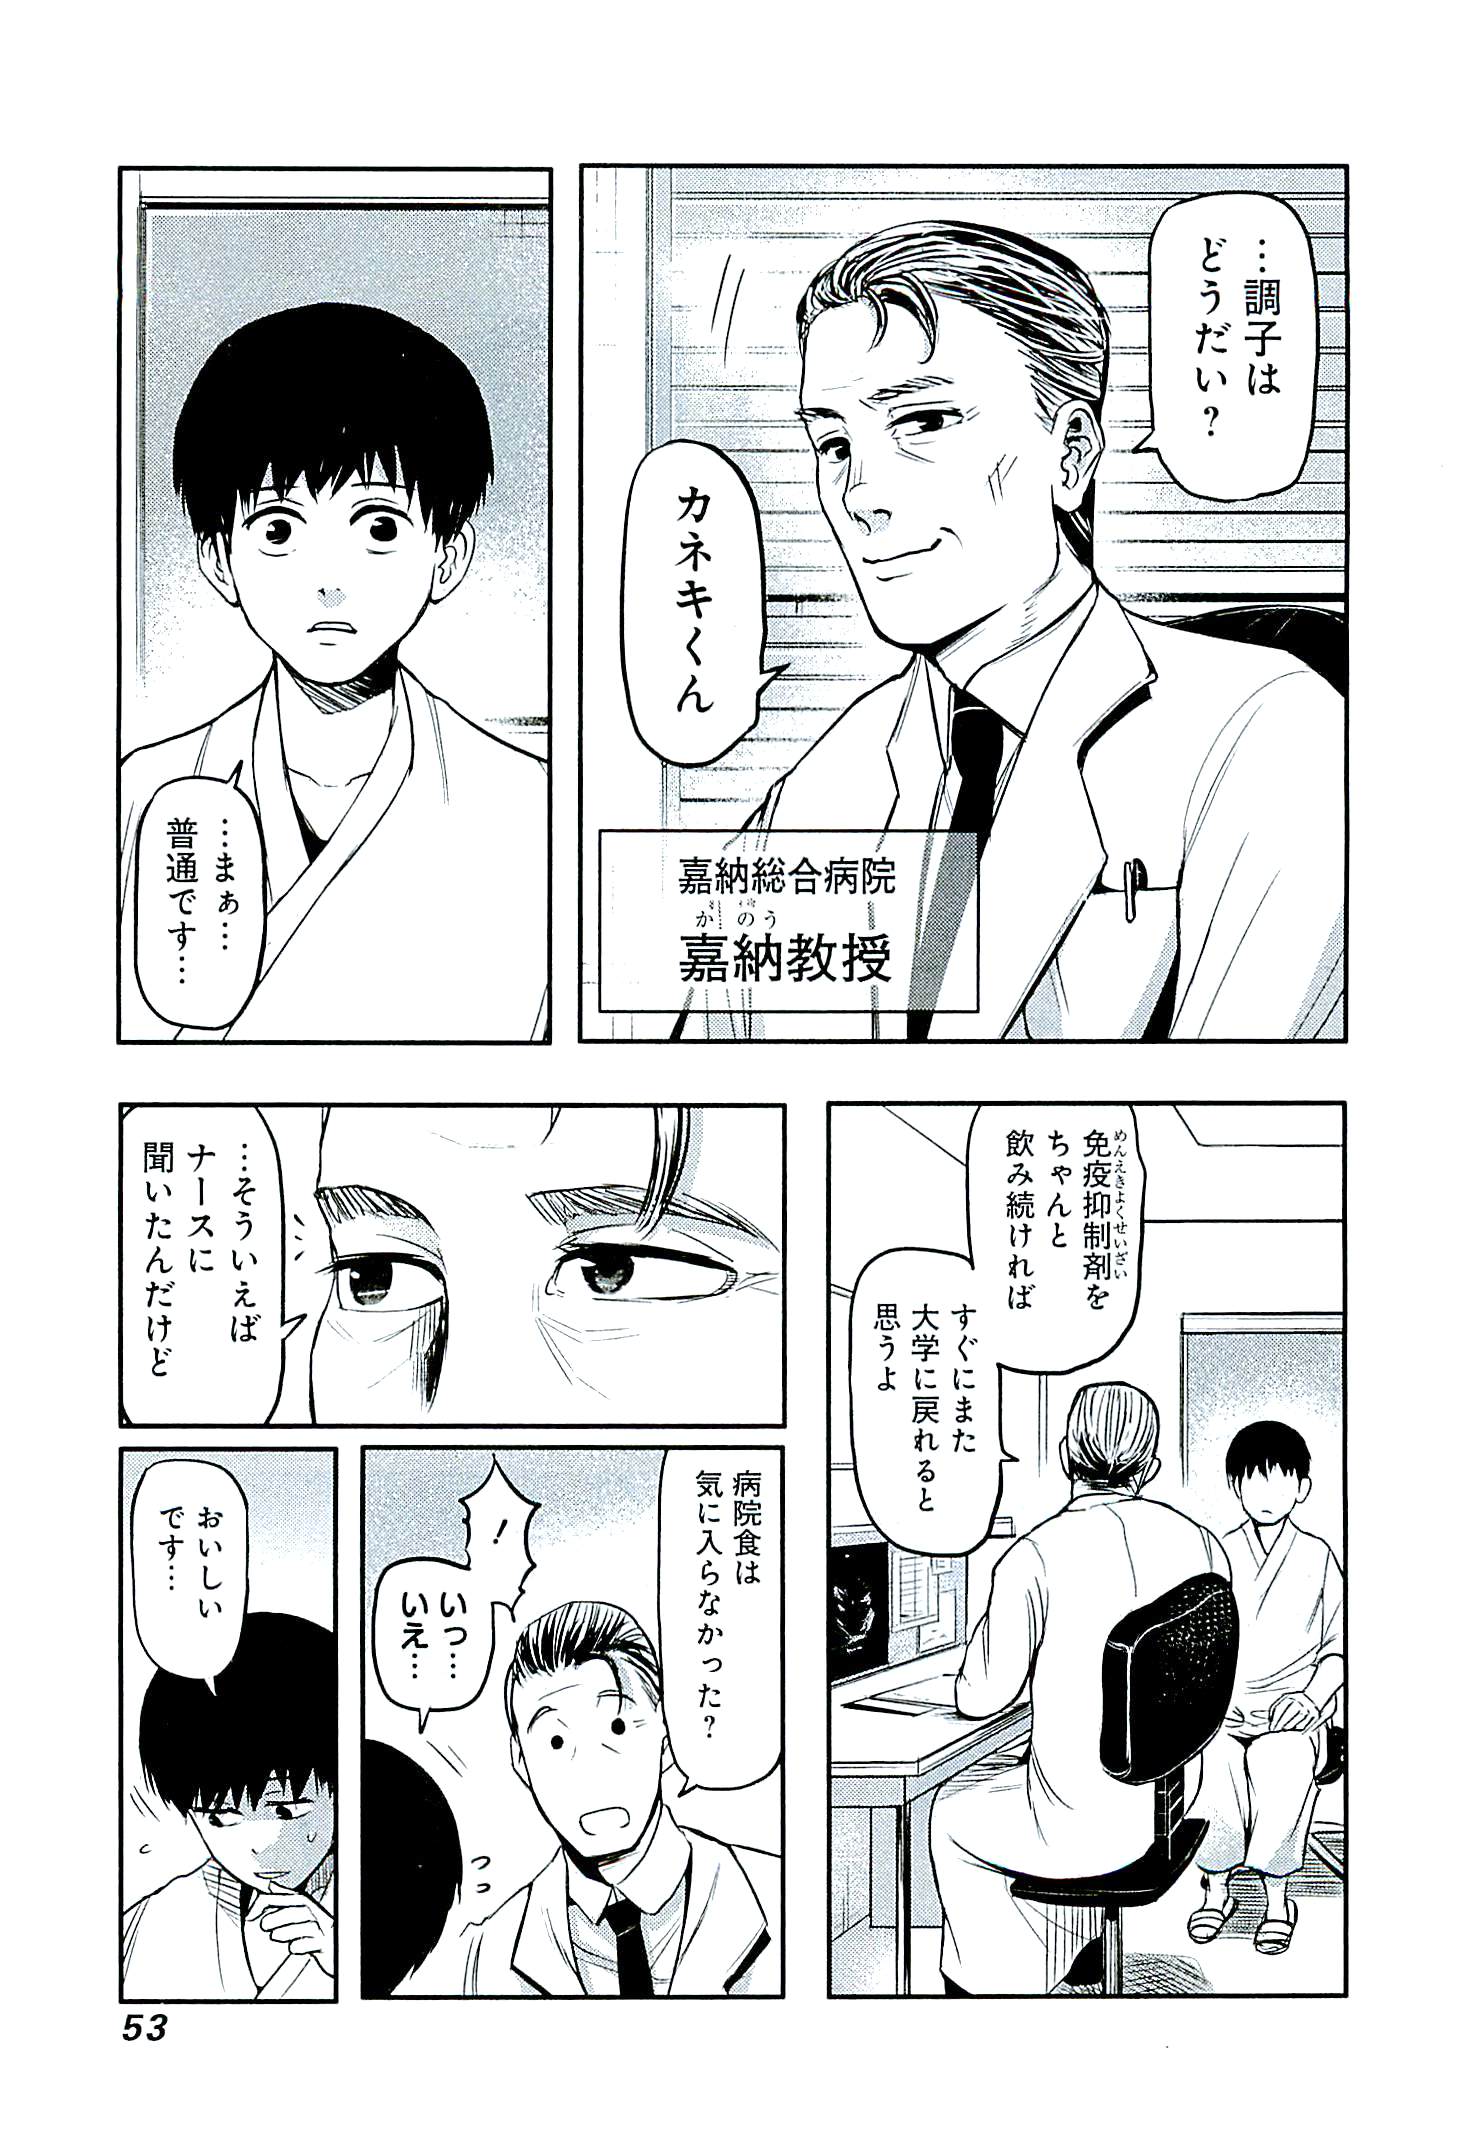 …調子は
どうだい？
カネキくん
嘉納総合病院
かのう
嘉納教授
…まぁ…
普通です…
めんえきよくせいざい
免疫抑制剤を
ちゃんと
飲み続ければ
すぐにまた
大学に戻れると
思うよ
…そういえば
ナースに
聞いたんだけど
病院食は
気に入らなかった？
！
いっ…
いえ…
おいしい
です…
53